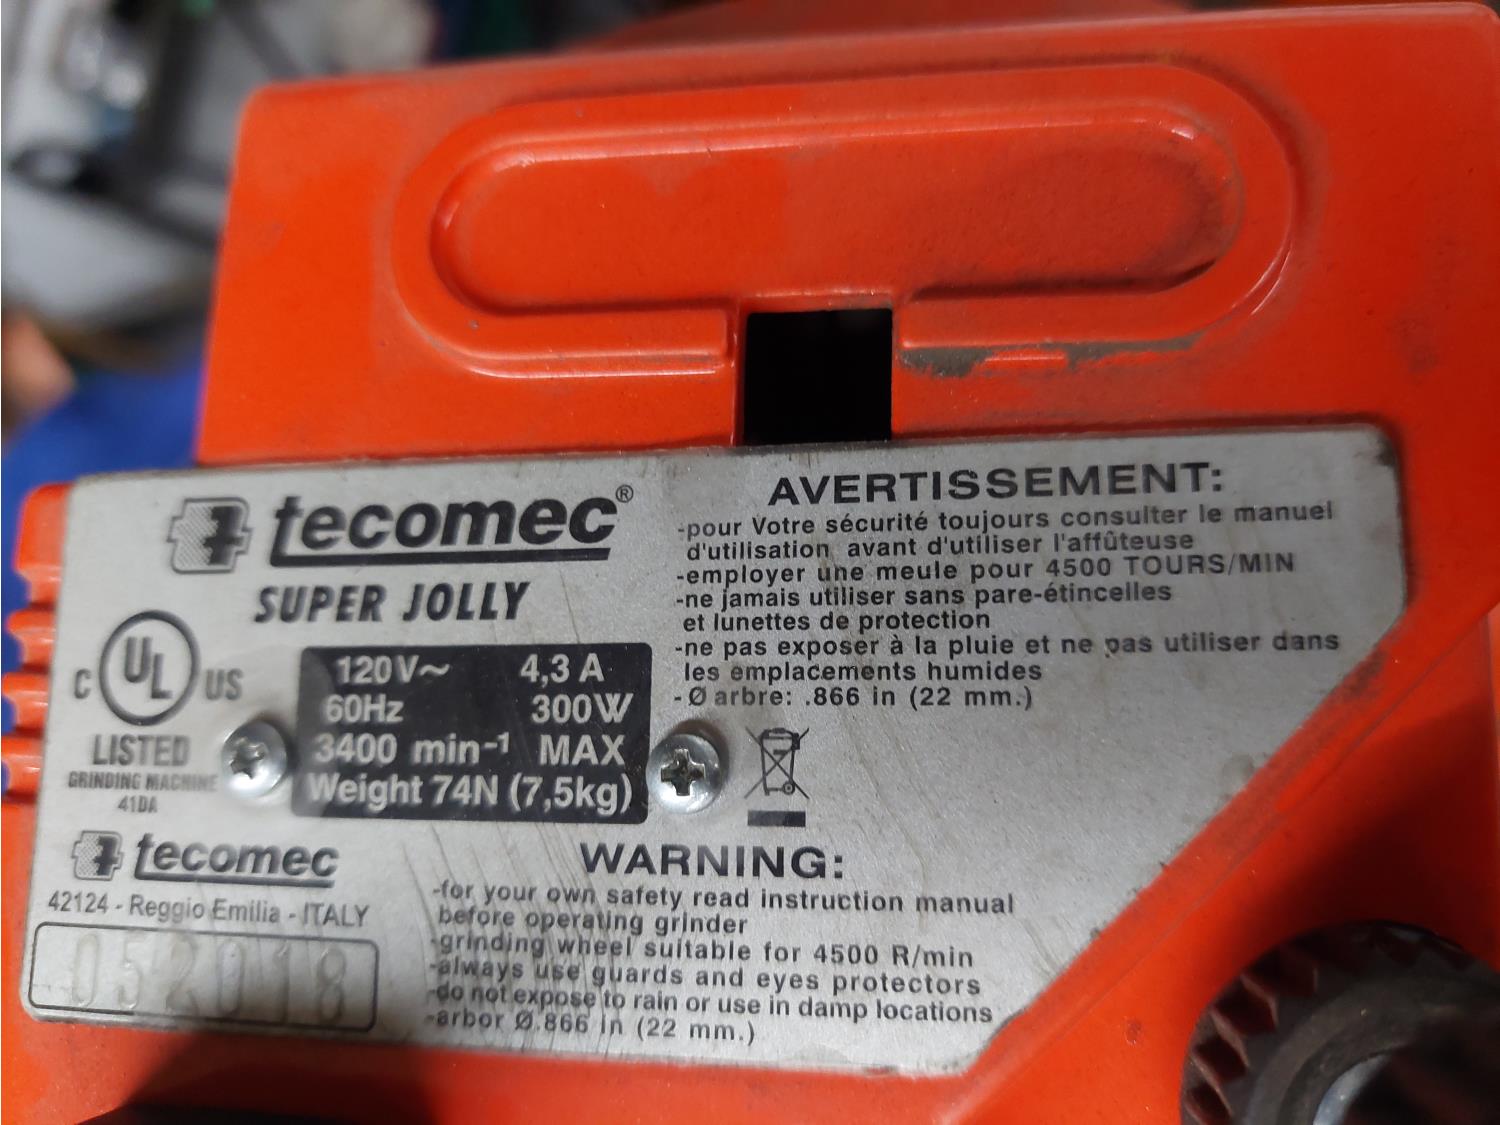 tecomec®
SUPER JOLLY
C UL US
LISTED
GRINDING MACHINE
41DA
120V~ 4,3 A
60Hz 300W
3400 min-1 MAX
Weight 74N (7,5kg)
tecomec
42124 - Reggio Emilia - ITALY
052018
AVERTISSEMENT:
-pour Votre sécurité toujours consulter le manuel
d'utilisation avant d'utiliser l'affûteuse
-employer une meule pour 4500 TOURS/MIN
-ne jamais utiliser sans pare-étincelles
et lunettes de protection
-ne pas exposer à la pluie et ne pas utiliser dans
les emplacements humides
-Ø arbre: .866 in (22 mm.)
WARNING:
-for your own safety read instruction manual
before operating grinder
-grinding wheel suitable for 4500 R/min
-always use guards and eyes protectors
-do not expose to rain or use in damp locations
-arbor Ø.866 in (22 mm.)